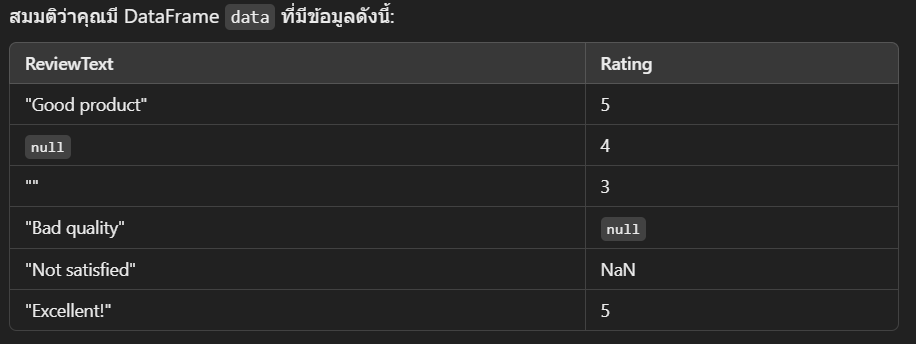 สมมติว่าคุณมี DataFrame data ที่มีข้อมูลดังนี้:
ReviewText Rating
"Good product" 5
null 4
"" 3
"Bad quality" null
"Not satisfied" NaN
"Excellent!" 5